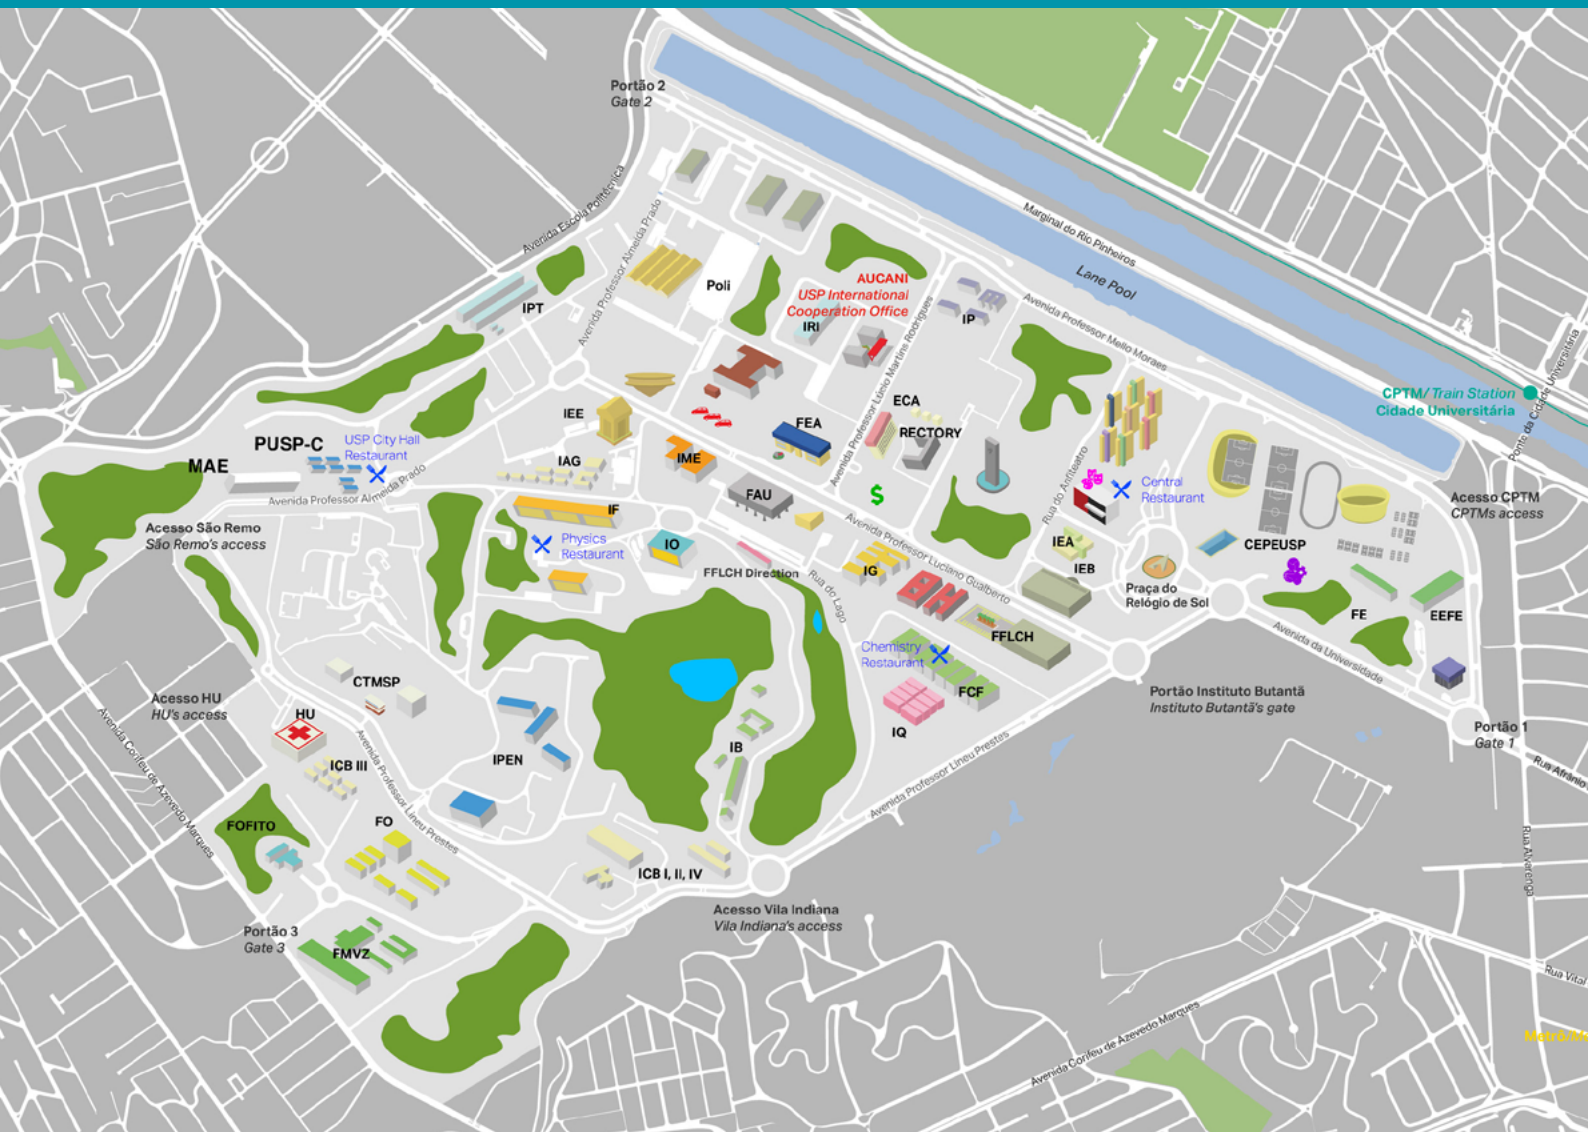 Portão 2
Gate 2
Avenida Escola Politécnica
Avenida Professor Almeida Prado
Marginal do Rio Pinheiros
Lane Pool
Poli
IPT
AUCANI
USP International
Cooperation Office
IRI
IP
Avenida Professor Mello Moraes
Avenida Professor Lúcio Martins Rodrigues
CPTM/ Train Station
Cidade Universitária
Ponte da Cidade Universitária
ECA
RECTORY
FEA
IEE
IME
IAG
PUSP-C
USP City Hall
Restaurant
MAE
Avenida Professor Almeida Prado
FAU
$
Rua do Anfiteatro
Central
Restaurant
Acesso CPTM
CPTMs access
Acesso São Remo
São Remo's access
IF
Physics
Restaurant
IO
FFLCH Direction
Avenida Professor Luciano Gualberto
IEA
IEB
CEPEUSP
IG
Rua do Lago
Praça do
Relógio de Sol
FE
EEFE
FFLCH
Avenida da Universidade
Chemistry
Restaurant
FCF
IQ
Portão Instituto Butantã
Instituto Butantã's gate
Portão 1
Gate 1
Rua Afrânio
CTMSP
Acesso HU
HU's access
HU
ICB III
Avenida Corifeu de Azevedo Marques
Avenida Professor Lineu Prestes
IPEN
IB
Avenida Professor Lineu Prestes
FOFITO
FO
ICB I, II, IV
Rua Alvarenga
Acesso Vila Indiana
Vila Indiana's access
Portão 3
Gate 3
FMVZ
Rua Vital
Avenida Corifeu de Azevedo Marques
Metrô/Me